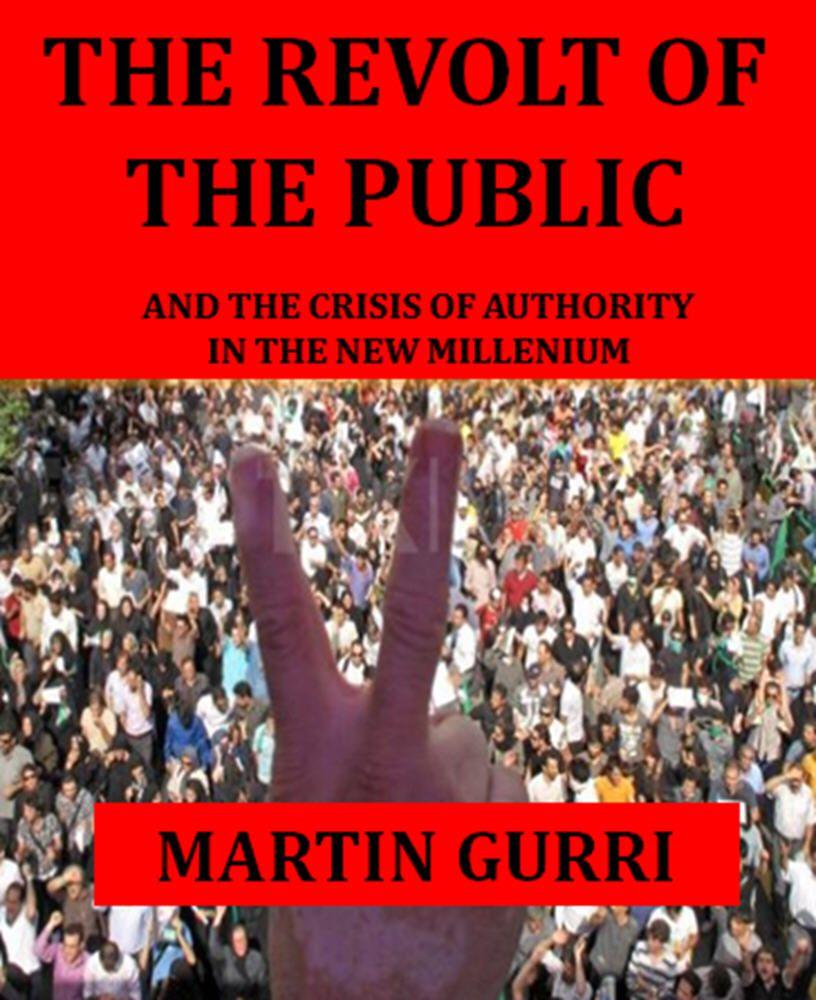 THE REVOLT OF
THE PUBLIC
AND THE CRISIS OF AUTHORITY
IN THE NEW MILLENIUM
MARTIN GURRI